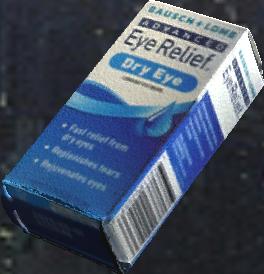 BAUSCH + LOMB
ADVANCED
Eye Relief
Dry Eye
• Fast relief from
dry eyes
• Replenishes tears
• Rejuvenates eyes